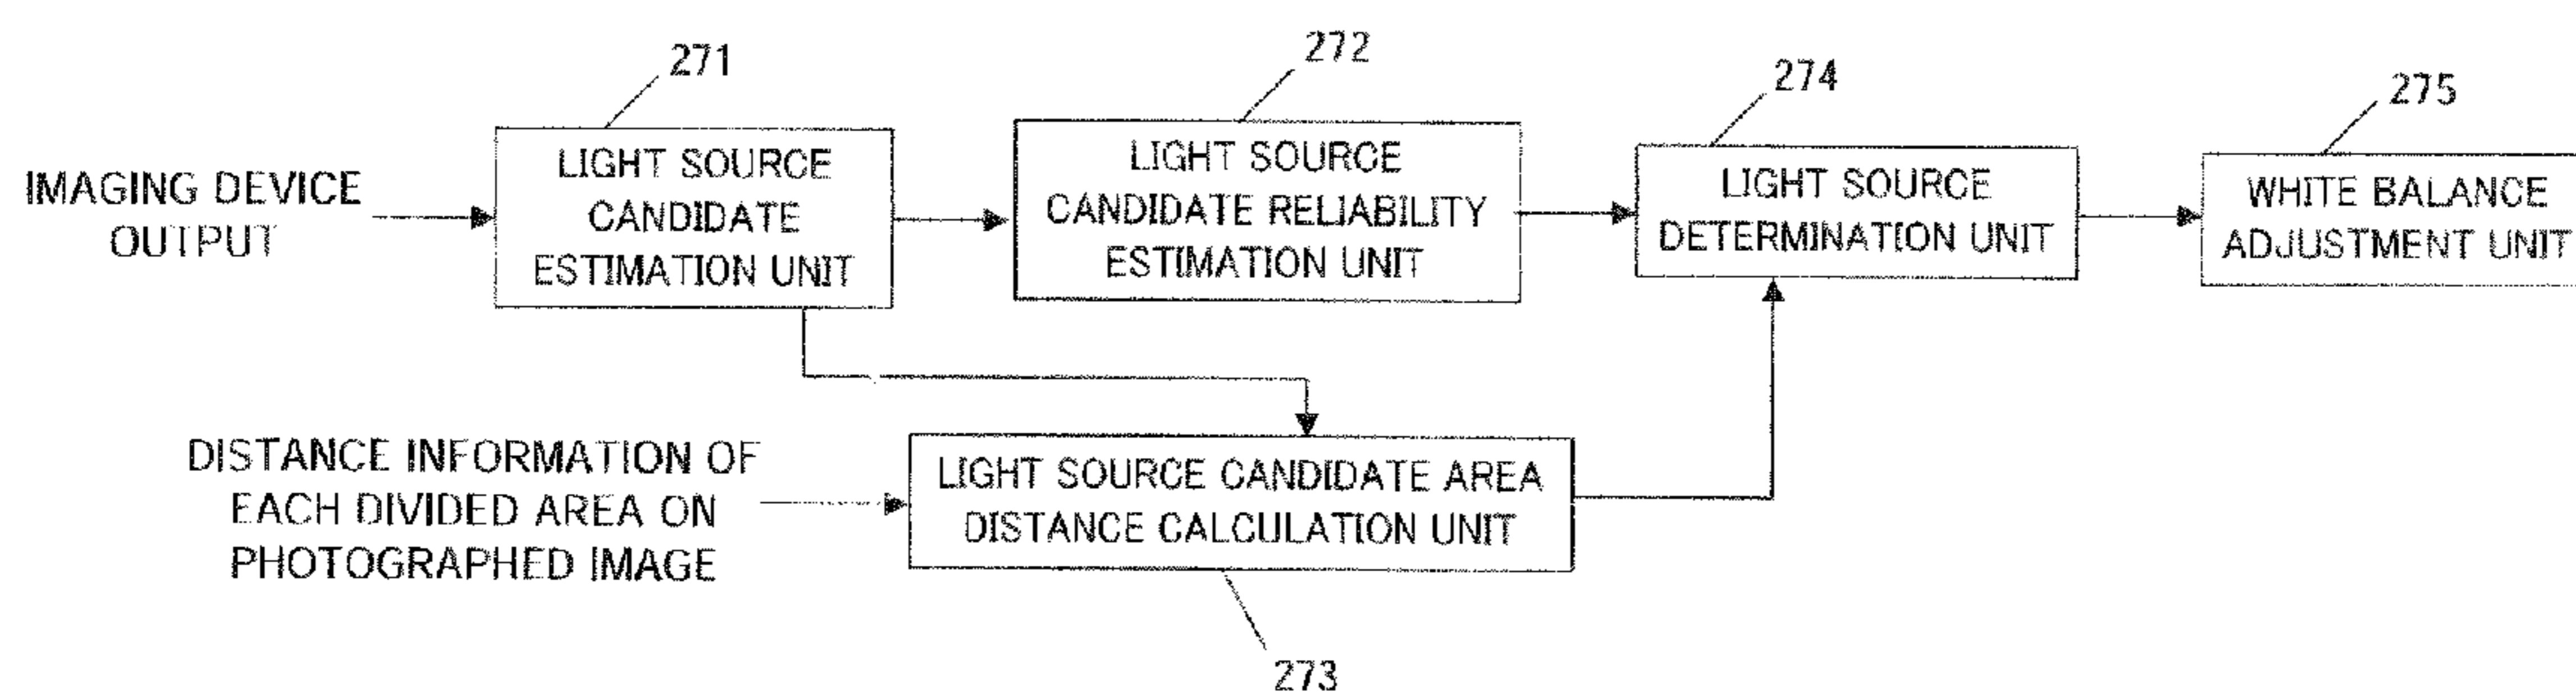 271
272
274
275
IMAGING DEVICE
OUTPUT
LIGHT SOURCE
CANDIDATE
ESTIMATION UNIT
LIGHT SOURCE
CANDIDATE RELIABILITY
ESTIMATION UNIT
LIGHT SOURCE
DETERMINATION UNIT
WHITE BALANCE
ADJUSTMENT UNIT
DISTANCE INFORMATION OF
EACH DIVIDED AREA ON
PHOTOGRAPHED IMAGE
LIGHT SOURCE CANDIDATE AREA
DISTANCE CALCULATION UNIT
273